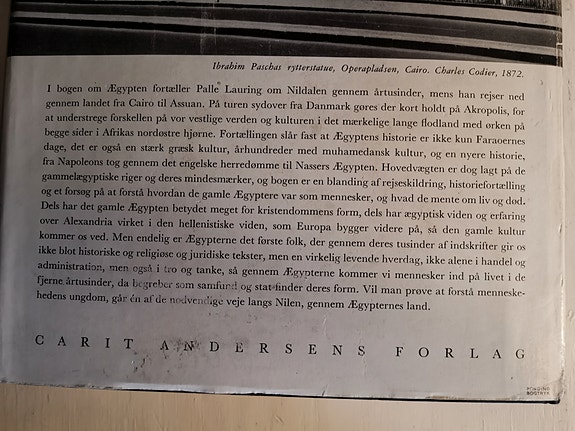 Ibrahim Paschas rytterstatue, Operapladsen, Cairo. Charles Codier, 1872.
I bogen om Ægypten fortæller Palle Lauring om Nildalen gennem årtusinder, mens han rejser ned
gennem landet fra Cairo til Assuan. På turen sydover fra Danmark gøres der kort holdt på Akropolis, for
at understrege forskellen på vor vestlige verden og kulturen i det mærkelige lange flodland med ørken på
begge sider i Afrikas nordøstre hjørne. Fortællingen slår fast at Ægyptens historie er ikke kun Faraoernes
dage, det er også en stærk græsk kultur, århundreder med muhamedansk kultur, og en nyere historie,
fra Napoleons tog gennem det engelske herredømme til Nassers Ægypten. Hovedvægten er dog lagt på de
gammelægyptiske riger og deres mindesmærker, og bogen er en blanding af rejseskildring, historiefortælling
og et forsøg på at forstå hvordan de gamle Ægyptere var som mennesker, og hvad de mente om liv og død.
Dels har det gamle Ægypten betydet meget for kristendommens form, dels har ægyptisk viden og erfaring
over Alexandria virket i den hellenistiske viden, som Europa bygger videre på, så den gamle kultur
kommer os ved. Men endelig er Ægypterne det første folk, der gennem deres tusinder af indskrifter gir os
ikke blot historiske og religiøse og juridiske tekster, men en virkelig levende hverdag, ikke alene i handel og
administration, men også i tro og tanke, så gennem Ægypterne kommer vi mennesker ind på livet i de
fjerne årtusinder, da begreber som samfund og stat finder deres form. Vil man prøve at forstå menneske-
hedens ungdom, går én af de nødvendige veje langs Nilen, gennem Ægypternes land.
CARIT ANDERSENS FORLAG
BOGTRYK